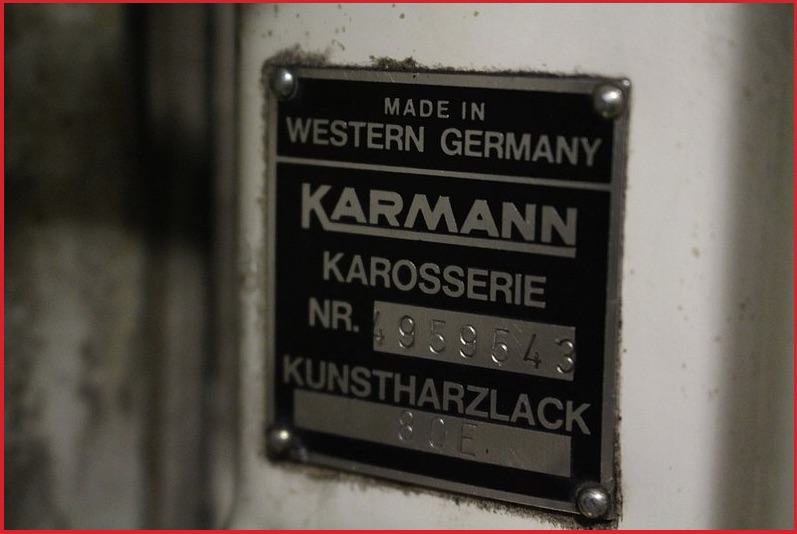 MADE IN
WESTERN GERMANY
KARMANN
KAROSSERIE
NR. 4959543
KUNSTHARZLACK
80E